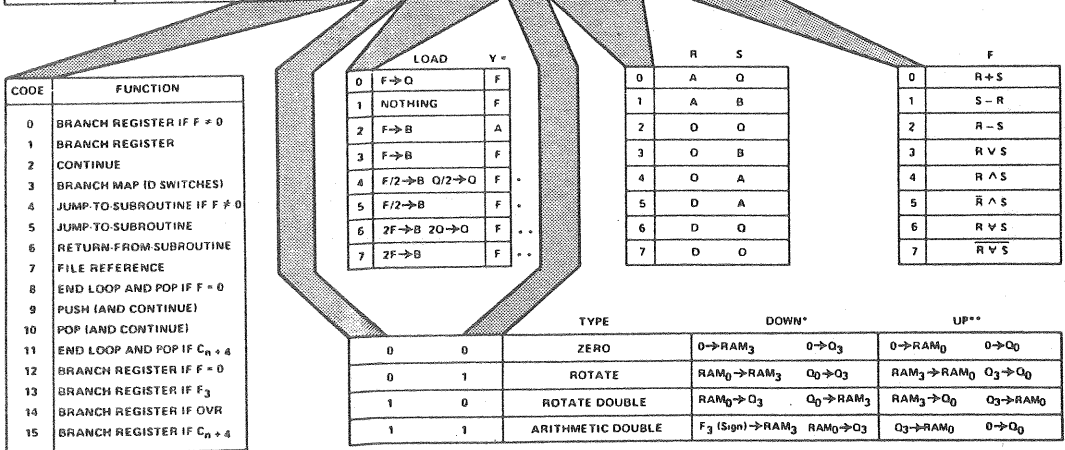 CODE FUNCTION
0 BRANCH REGISTER IF F ≠ 0
1 BRANCH REGISTER
2 CONTINUE
3 BRANCH MAP (D SWITCHES)
4 JUMP-TO-SUBROUTINE IF F ≠ 0
5 JUMP-TO-SUBROUTINE
6 RETURN-FROM-SUBROUTINE
7 FILE REFERENCE
8 END LOOP AND POP IF F = 0
9 PUSH (AND CONTINUE)
10 POP (AND CONTINUE)
11 END LOOP AND POP IF Cn + 4
12 BRANCH REGISTER IF F = 0
13 BRANCH REGISTER IF F3
14 BRANCH REGISTER IF OVR
15 BRANCH REGISTER IF Cn + 4
LOAD Y =
0 F→Q F
1 NOTHING F
2 F→B A
3 F→B F
4 F/2→B Q/2→Q F *
5 F/2→B F *
6 2F→B 2Q→Q F **
7 2F→B F **
R S
0 A Q
1 A B
2 O Q
3 O B
4 O A
5 D A
6 D Q
7 D O
F
0 R + S
1 S − R
2 R − S
3 R ∨ S
4 R ∧ S
5 R̅ ∧ S
6 R ⊻ S
7 R̅ ⊻̅ S̅
TYPE DOWN* UP**
0 0 ZERO 0→RAM3 0→Q3 0→RAM0 0→Q0
0 1 ROTATE RAM0→RAM3 Q0→Q3 RAM3→RAM0 Q3→Q0
1 0 ROTATE DOUBLE RAM0→Q3 Q0→RAM3 RAM3→Q0 Q3→RAM0
1 1 ARITHMETIC DOUBLE F3 (Sign)→RAM3 RAM0→Q3 Q3→RAM0 0→Q0